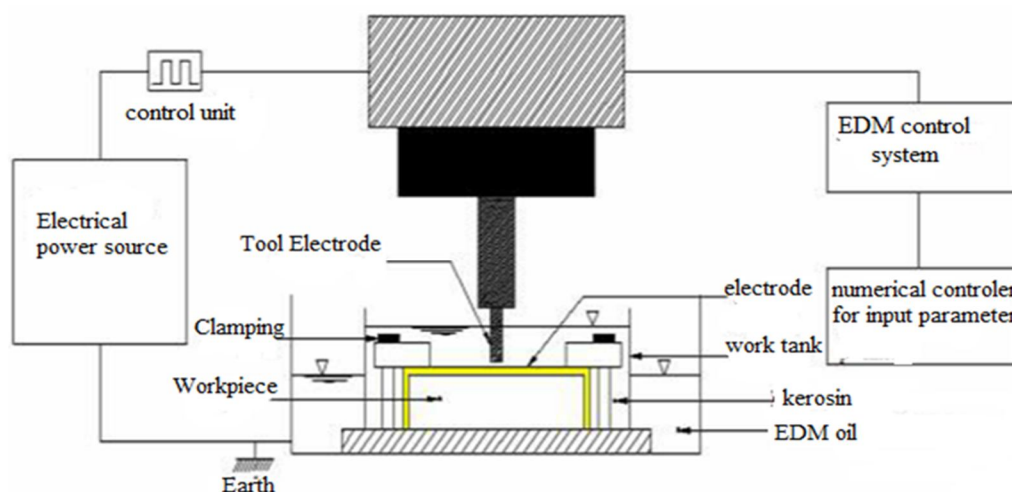 control unit
EDM control
system
Electrical
power source
Tool Electrode
electrode
numerical controler
for input parameter
Clamping
work tank
Workpiece
kerosin
EDM oil
Earth